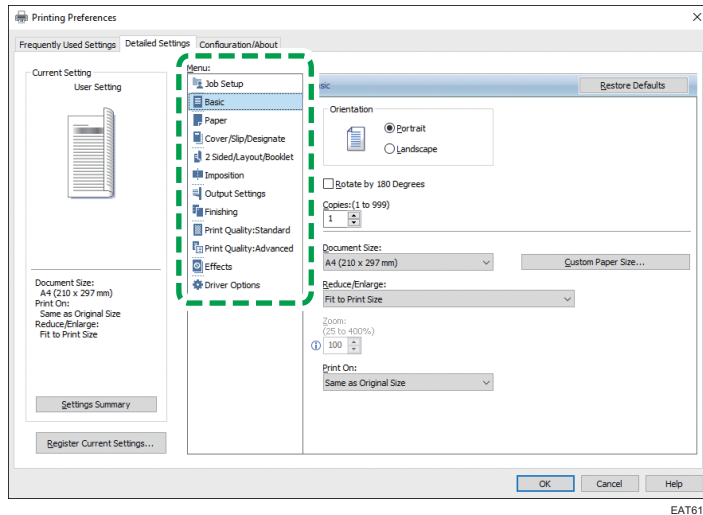 Printing Preferences
Frequently Used Settings Detailed Settings Configuration/About
Current Setting
User Setting
Document Size:
A4 (210 x 297 mm)
Print On:
Same as Original Size
Reduce/Enlarge:
Fit to Print Size
Settings Summary
Register Current Settings...
Menu:
Job Setup
Basic
Paper
Cover/Slip/Designate
2 Sided/Layout/Booklet
Imposition
Output Settings
Finishing
Print Quality:Standard
Print Quality:Advanced
Effects
Driver Options
Restore Defaults
Orientation
Portrait
Landscape
Rotate by 180 Degrees
Copies:(1 to 999)
1
Document Size:
A4 (210 x 297 mm)
Custom Paper Size...
Reduce/Enlarge:
Fit to Print Size
Zoom:
(25 to 400%)
100
Print On:
Same as Original Size
OK Cancel Help
EAT61